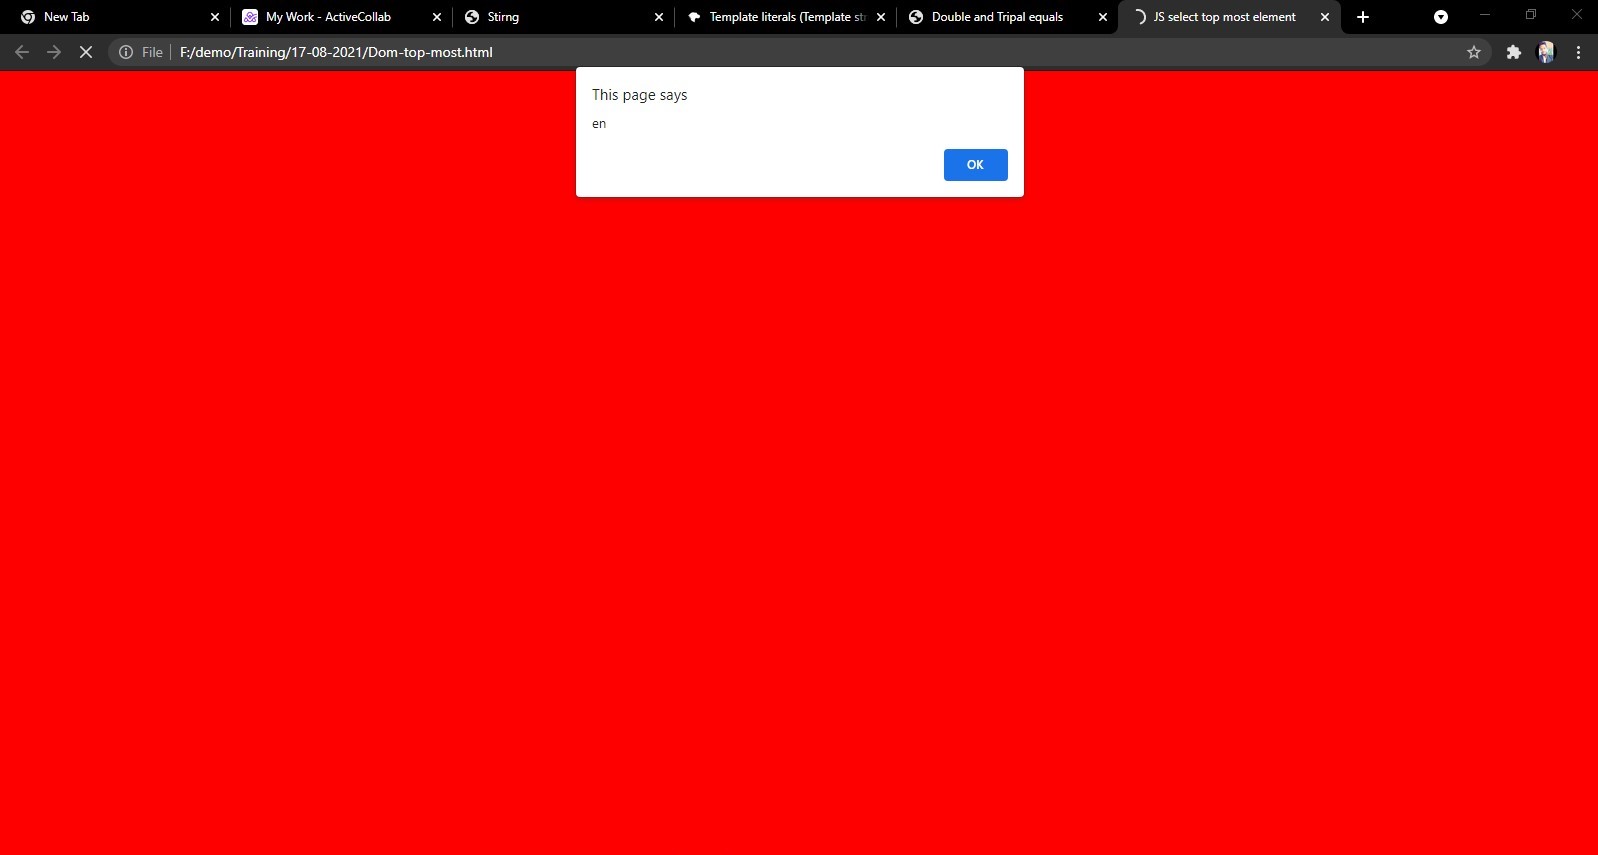 New Tab
My Work - ActiveCollab
Stirng
Template literals (Template str
Double and Tripal equals
JS select top most element
File
F:/demo/Training/17-08-2021/Dom-top-most.html
This page says
en
OK